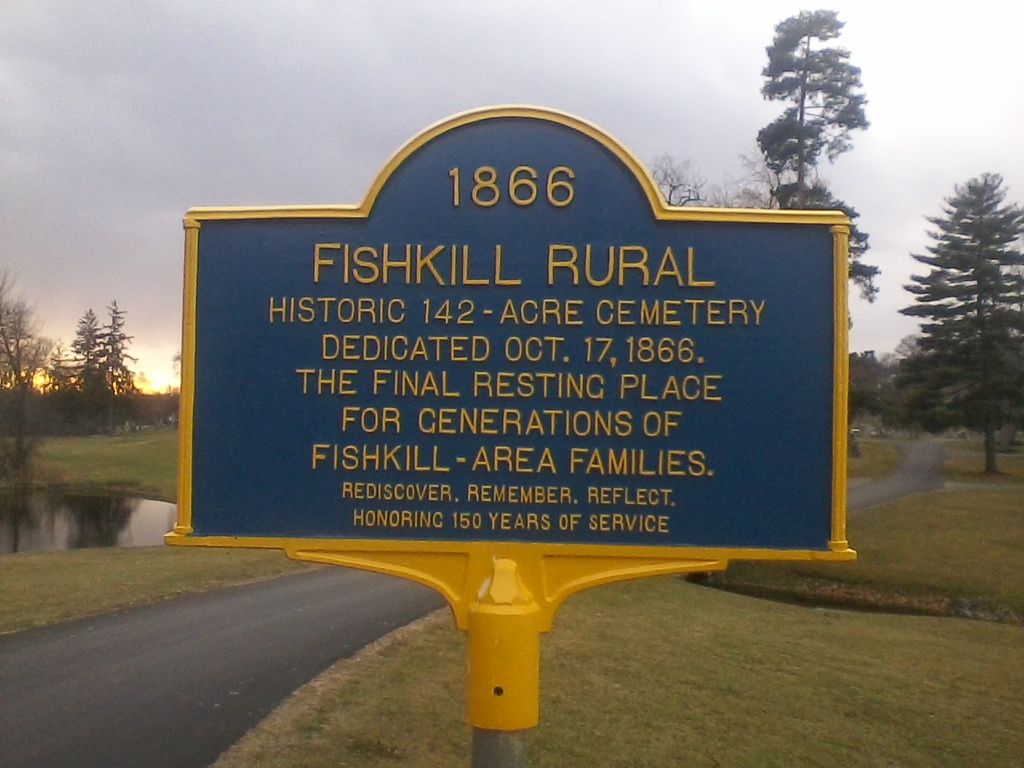 1866
FISHKILL RURAL
HISTORIC 142-ACRE CEMETERY
DEDICATED OCT. 17, 1866.
THE FINAL RESTING PLACE
FOR GENERATIONS OF
FISHKILL-AREA FAMILIES.
REDISCOVER. REMEMBER. REFLECT.
HONORING 150 YEARS OF SERVICE